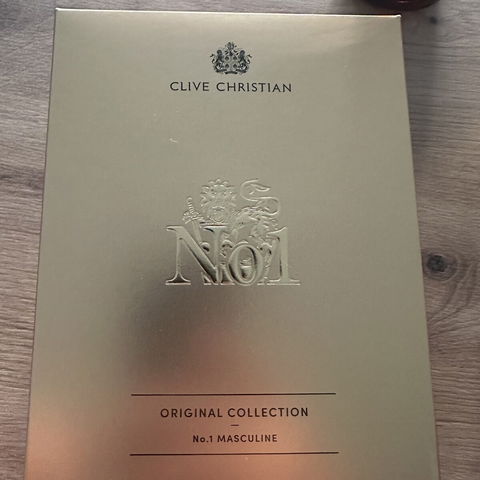 CLIVE CHRISTIAN
No1
ORIGINAL COLLECTION
No.1 MASCULINE